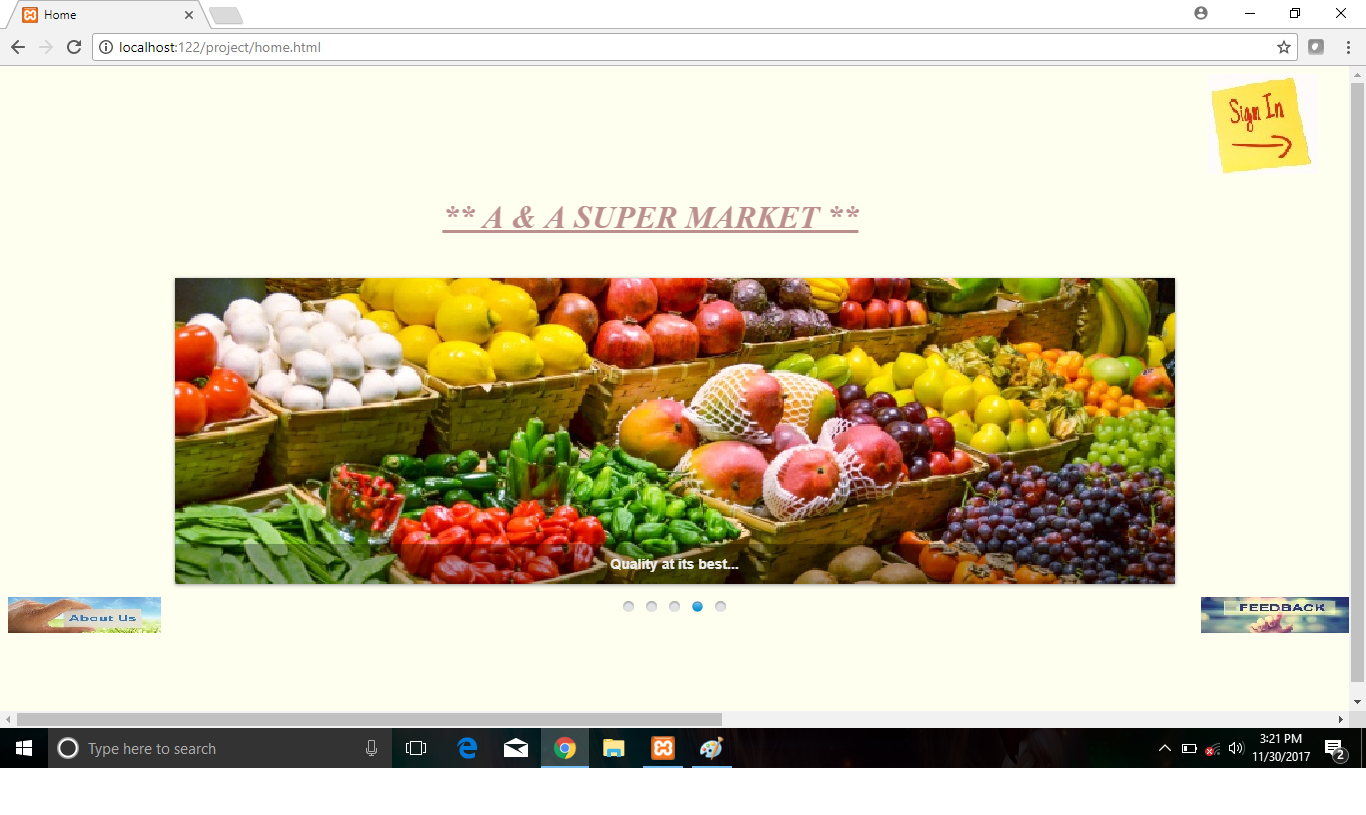 Home
localhost:122/project/home.html
Sign In
** A & A SUPER MARKET **
Quality at its best...
About Us
FEEDBACK
Type here to search
3:21 PM
11/30/2017
2